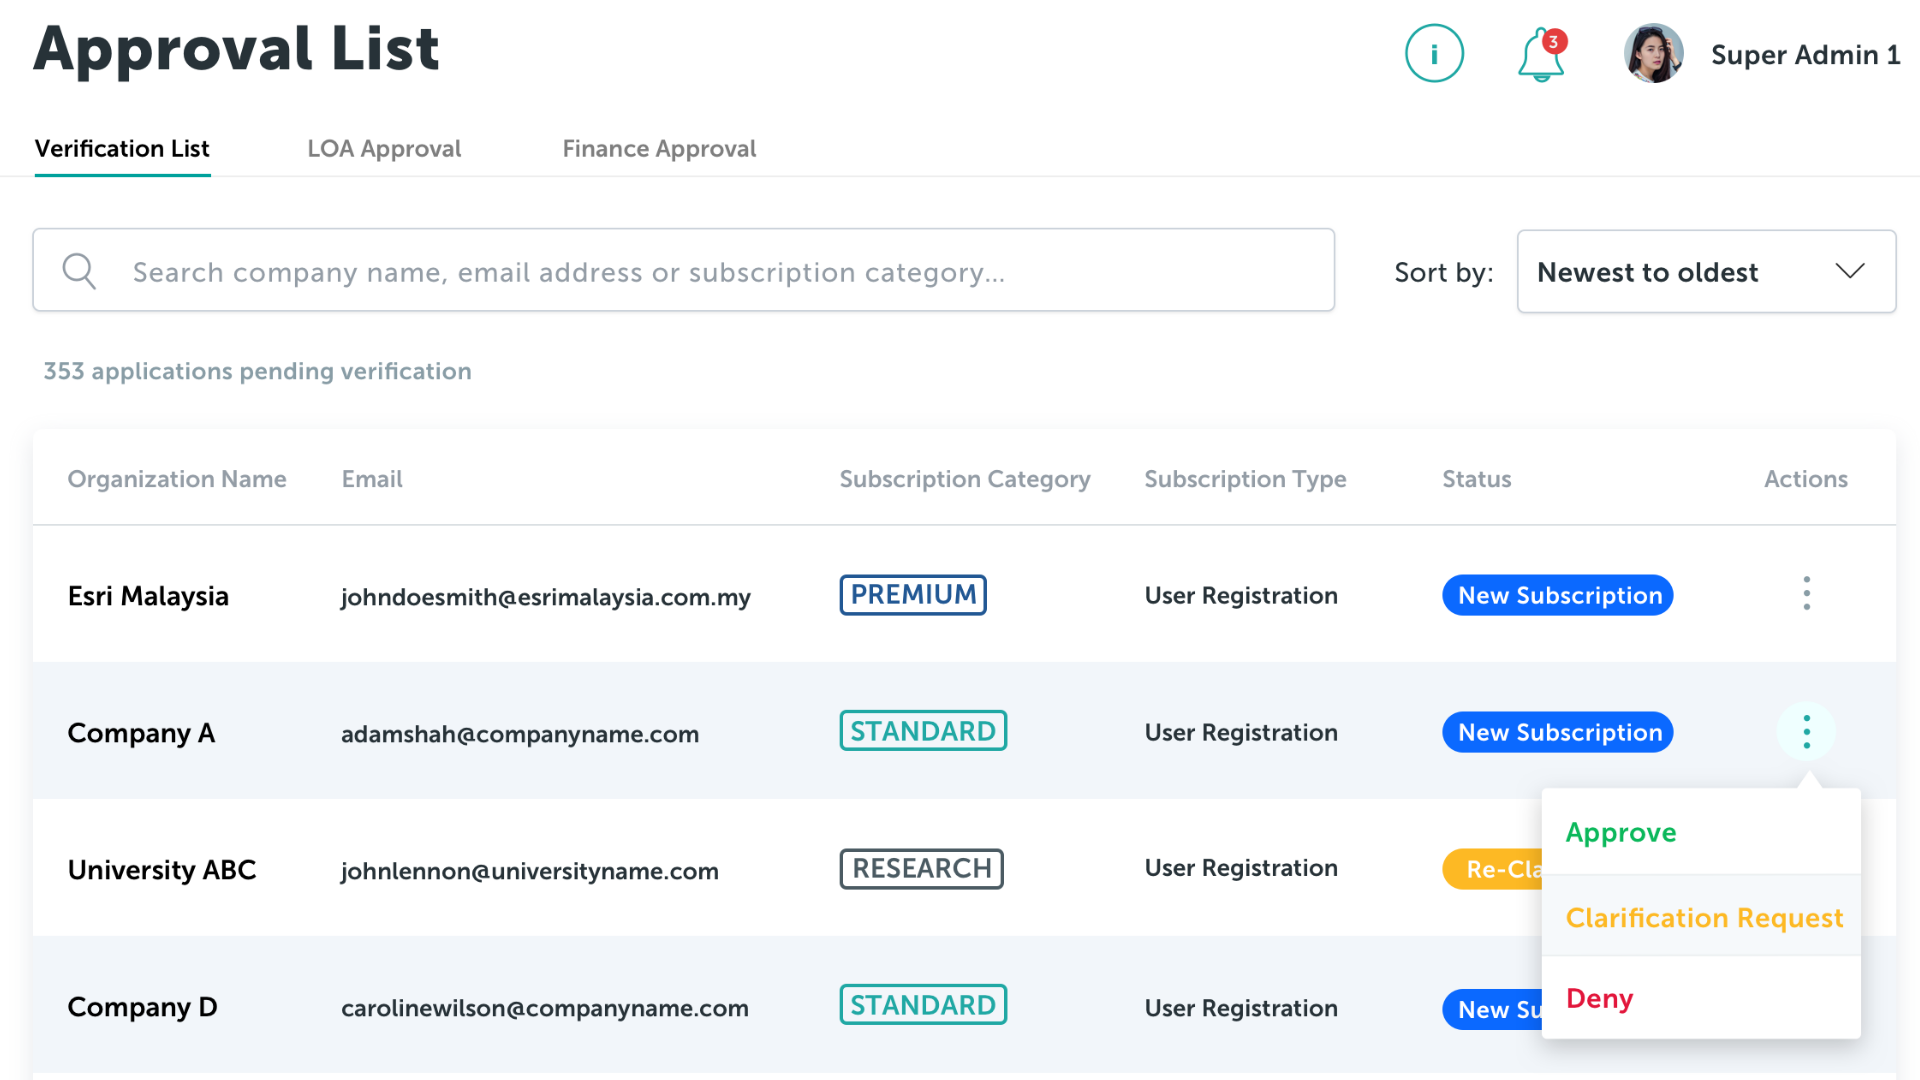 Approval List
i
3
Super Admin 1
Verification List
LOA Approval
Finance Approval
Search company name, email address or subscription category...
Sort by:
Newest to oldest
353 applications pending verification
Organization Name
Email
Subscription Category
Subscription Type
Status
Actions
Esri Malaysia
johndoesmith@esrimalaysia.com.my
PREMIUM
User Registration
New Subscription
Company A
adamshah@companyname.com
STANDARD
User Registration
New Subscription
University ABC
johnlennon@universityname.com
RESEARCH
User Registration
Re-Cla
Company D
carolinewilson@companyname.com
STANDARD
User Registration
New Su
Approve
Clarification Request
Deny